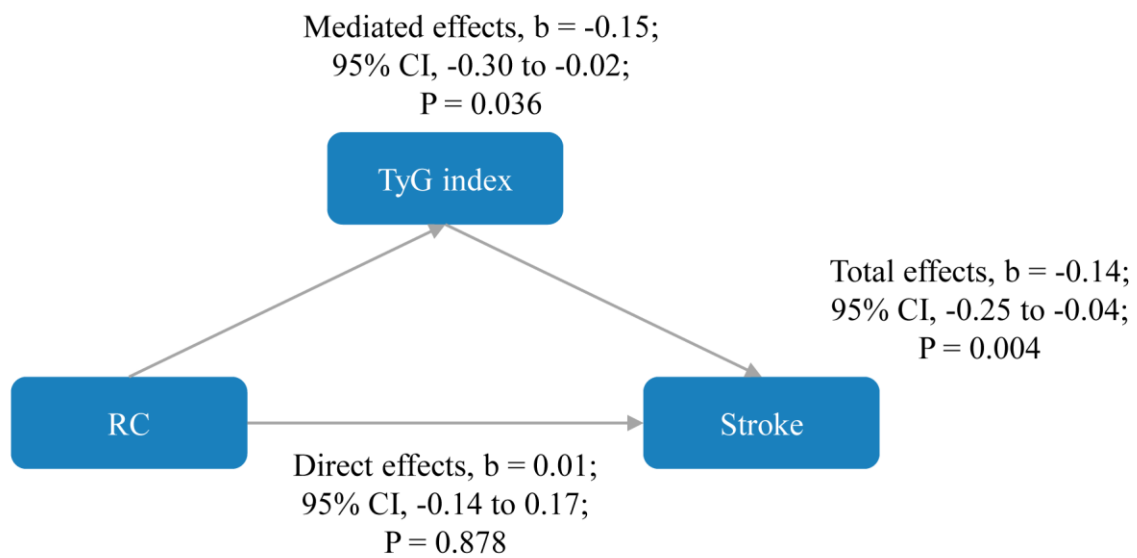 Mediated effects, b = -0.15;
95% CI, -0.30 to -0.02;
P = 0.036
TyG index
Total effects, b = -0.14;
95% CI, -0.25 to -0.04;
P = 0.004
RC
Stroke
Direct effects, b = 0.01;
95% CI, -0.14 to 0.17;
P = 0.878